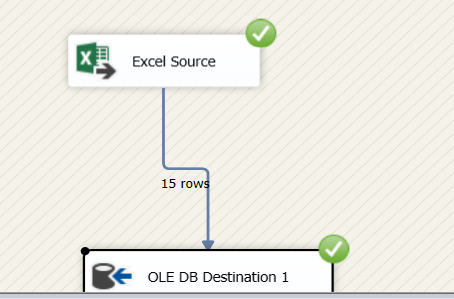 Excel Source
15 rows
OLE DB Destination 1